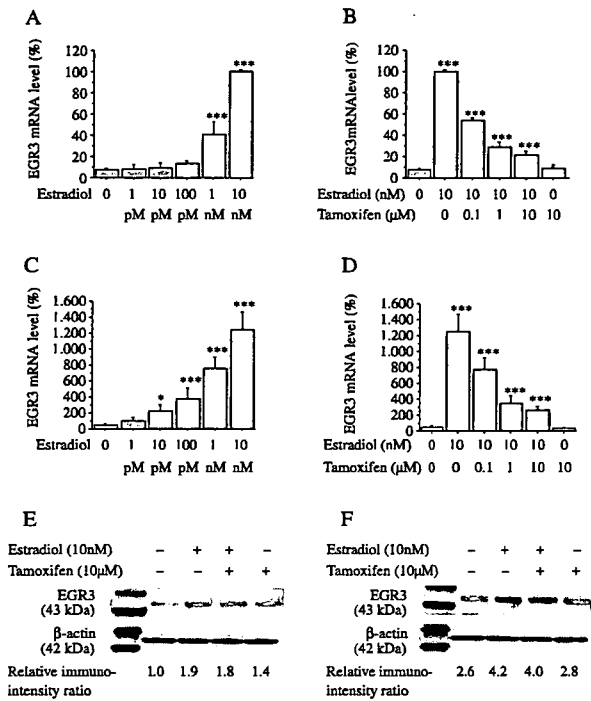 A
EGR3 mRNA level (%)
120
100
80
60
40
20
0
*** ***
Estradiol 0 1 10 100 1 10
pM pM pM nM nM
B
EGR3mRNAlevel (%)
120
100
80
60
40
20
0
*** *** *** ***
Estradiol (nM) 0 10 10 10 10 0
Tamoxifen (μM) 0 0 0.1 1 10 10
C
EGR3 mRNA level (%)
1.600
1.400
1.200
1.000
800
600
400
200
0
* *** *** ***
Estradiol 0 1 10 100 1 10
pM pM pM nM nM
D
EGR3 mRNA level (%)
1.600
1.400
1.200
1.000
800
600
400
200
0
*** *** *** ***
Estradiol (nM) 0 10 10 10 10 0
Tamoxifen (μM) 0 0 0.1 1 10 10
E
Estradiol (10nM) – + + –
Tamoxifen (10μM) – – + +
EGR3
(43 kDa)
β-actin
(42 kDa)
Relative immuno- 1.0 1.9 1.8 1.4
intensity ratio
F
Estradiol (10nM) – + + –
Tamoxifen (10μM) – – + +
EGR3
(43 kDa)
β-actin
(42 kDa)
Relative immuno- 2.6 4.2 4.0 2.8
intensity ratio